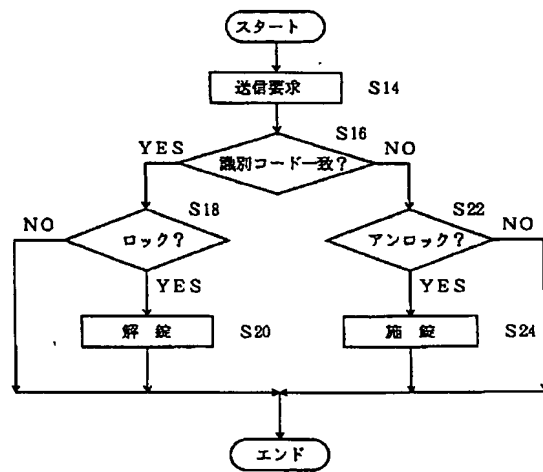 スタート
送信要求 S14
S16
YES 識別コード一致? NO
S18 S22
NO ロック? アンロック? NO
YES YES
解 錠 S20 施 錠 S24
エンド